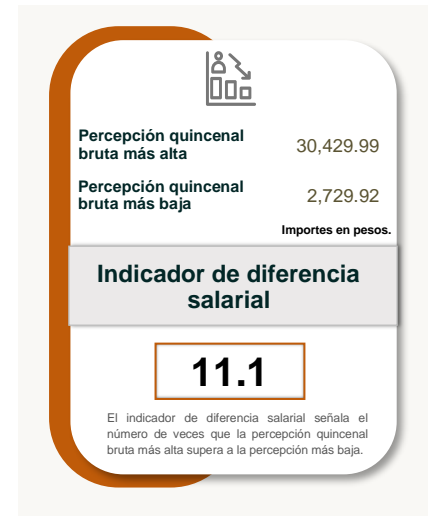 Percepción quincenal
bruta más alta
30,429.99
Percepción quincenal
bruta más baja
2,729.92
Importes en pesos.
Indicador de diferencia
salarial
11.1
El indicador de diferencia salarial señala el
número de veces que la percepción quincenal
bruta más alta supera a la percepción más baja.